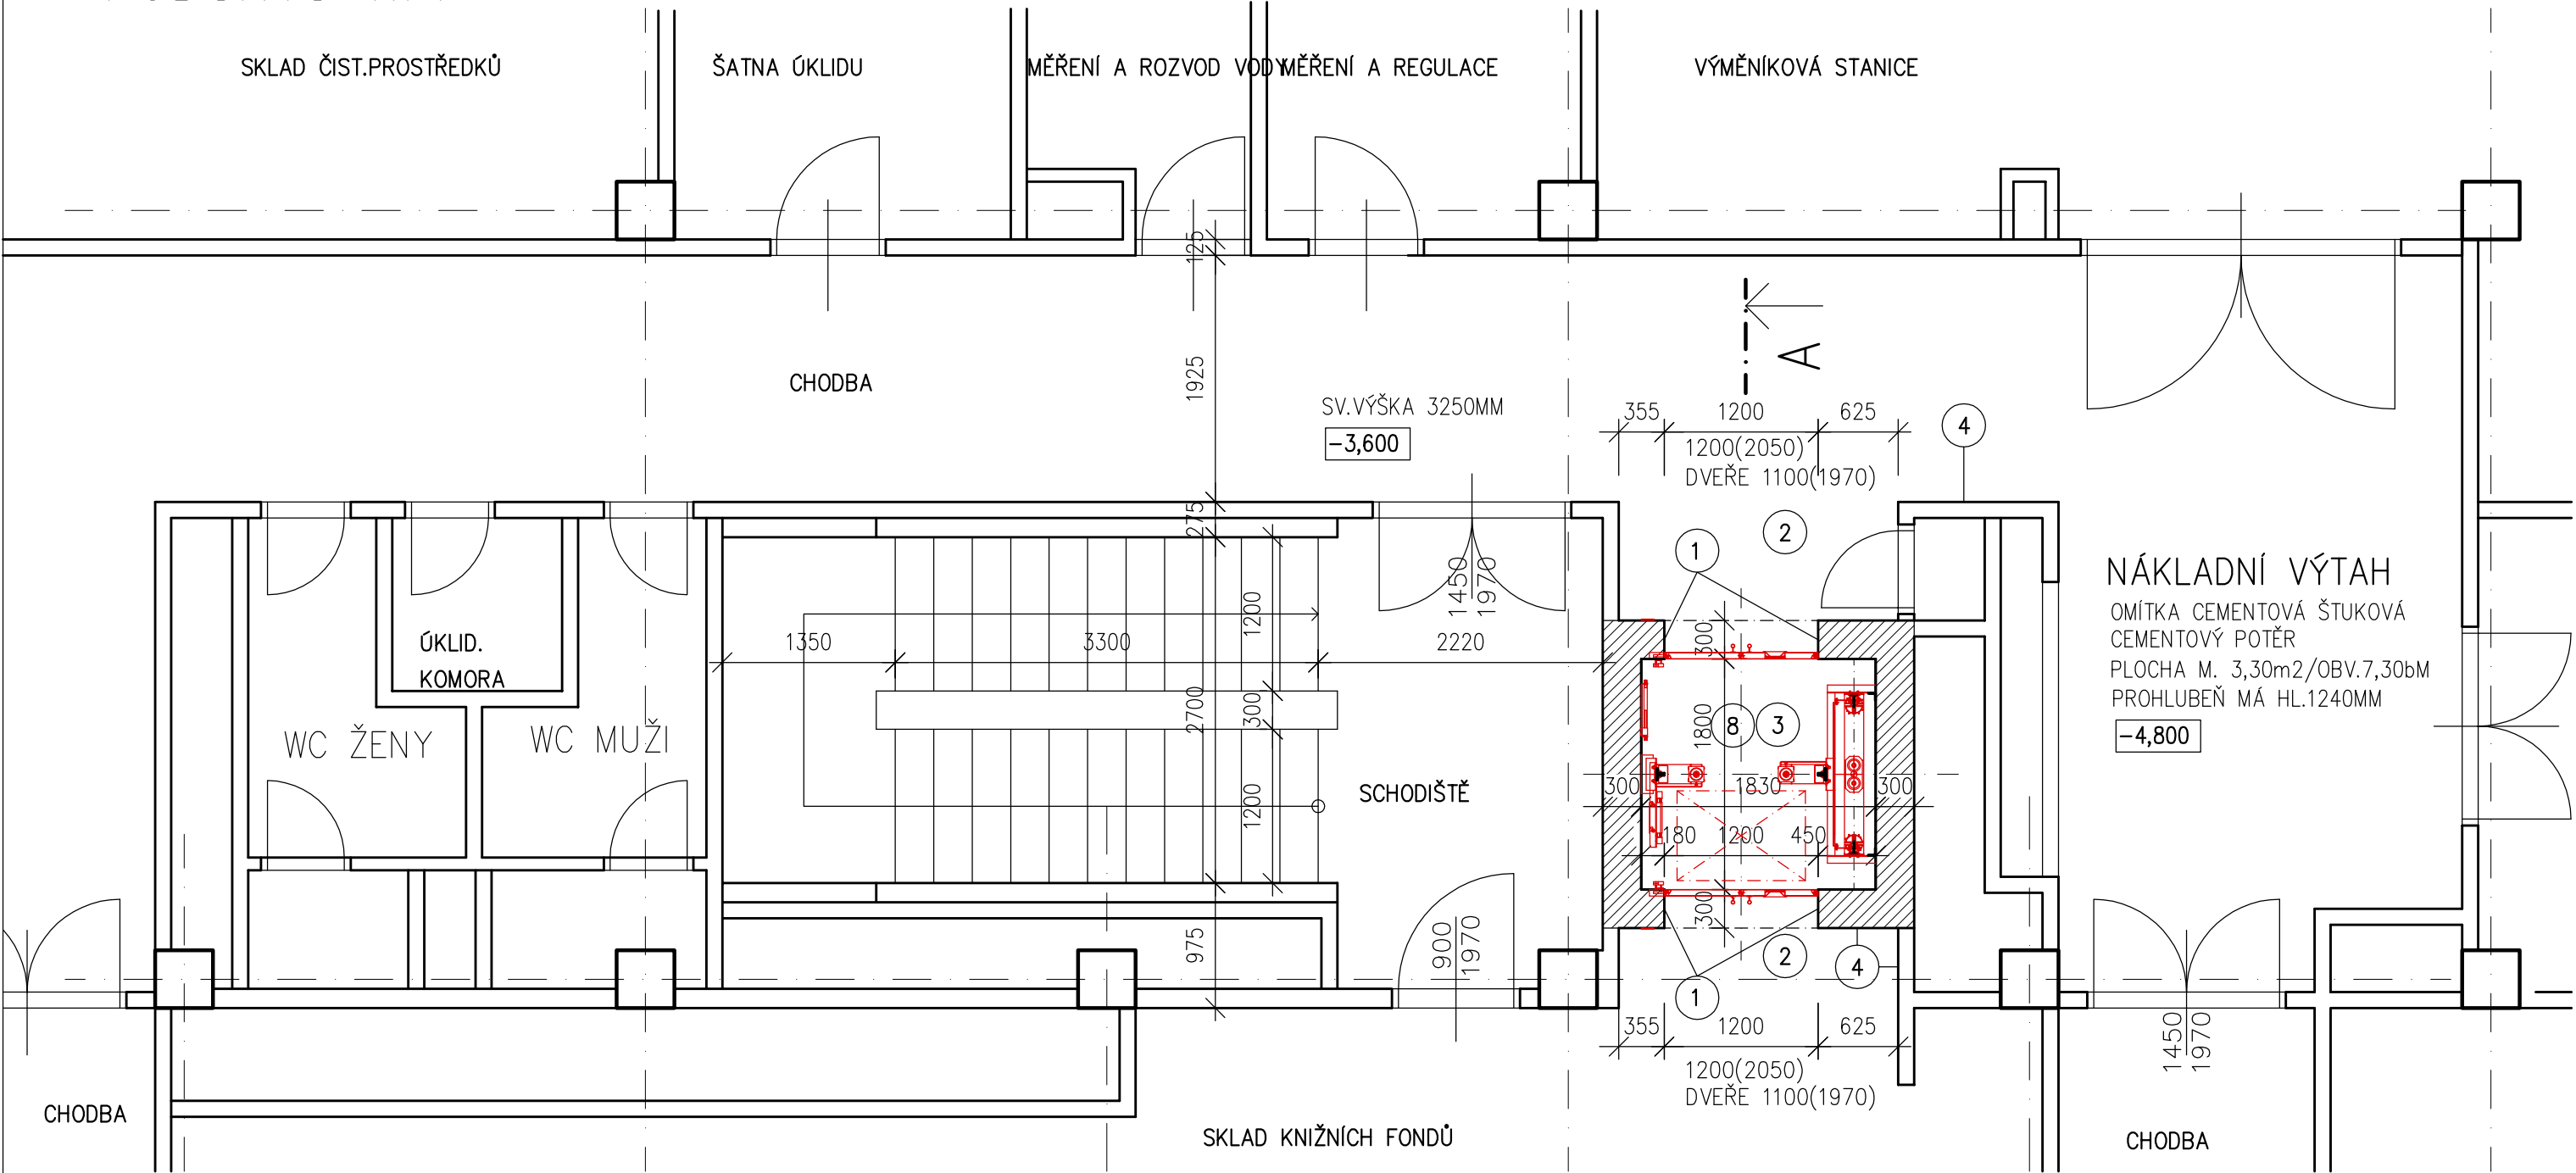 SKLAD ČIST.PROSTŘEDKŮ
ŠATNA ÚKLIDU
MĚŘENÍ A ROZVOD VODY
MĚŘENÍ A REGULACE
VÝMĚNÍKOVÁ STANICE
125
1925
CHODBA
SV.VÝŠKA 3250MM
-3,600
A
355 1200 625
1200(2050)
DVEŘE 1100(1970)
4
275
1
2
1450
1970
1200
1350 3300 2220
2700
300
1200
975
ÚKLID.
KOMORA
WC ŽENY
WC MUŽI
SCHODIŠTĚ
300
1800
8 3
300 1830 300
180 1200 450
300
NÁKLADNÍ VÝTAH
OMÍTKA CEMENTOVÁ ŠTUKOVÁ
CEMENTOVÝ POTĚR
PLOCHA M. 3,30m2/OBV.7,30bM
PROHLUBEŇ MÁ HL.1240MM
-4,800
900
1970
2
4
1
355 1200 625
1200(2050)
DVEŘE 1100(1970)
1450
1970
CHODBA
SKLAD KNIŽNÍCH FONDŮ
CHODBA